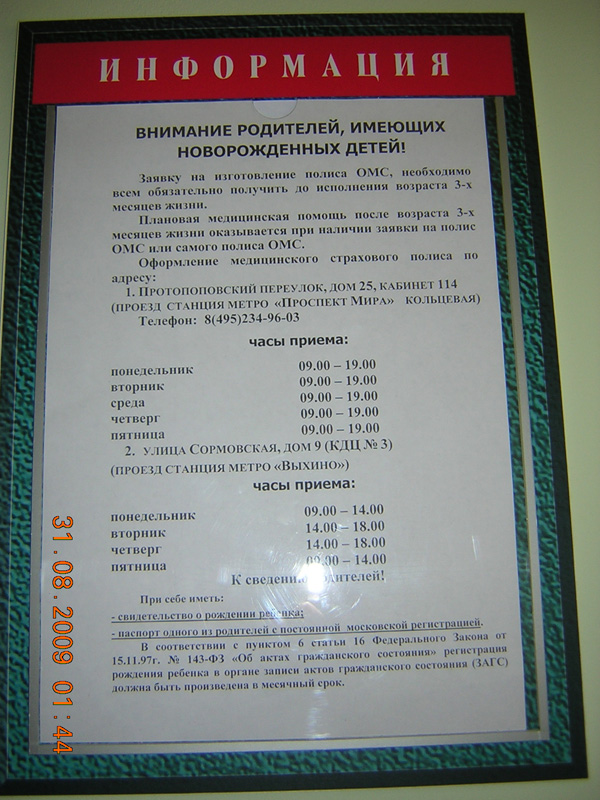 ИНФОРМАЦИЯ
ВНИМАНИЕ РОДИТЕЛЕЙ, ИМЕЮЩИХ
НОВОРОЖДЕННЫХ ДЕТЕЙ!
Заявку на изготовление полиса ОМС, необходимо
всем обязательно получить до исполнения возраста 3-х
месяцев жизни.
Плановая медицинская помощь после возраста 3-х
месяцев жизни оказывается при наличии заявки на полис
ОМС или самого полиса ОМС.
Оформление медицинского страхового полиса по
адресу:
1. ПРОТОПОПОВСКИЙ ПЕРЕУЛОК, ДОМ 25, КАБИНЕТ 114
(ПРОЕЗД СТАНЦИЯ МЕТРО «ПРОСПЕКТ МИРА» КОЛЬЦЕВАЯ)
Телефон: 8(495)234-96-03
часы приема:
понедельник 09.00 – 19.00
вторник 09.00 – 19.00
среда 09.00 – 19.00
четверг 09.00 – 19.00
пятница 09.00 – 19.00
2. УЛИЦА СОРМОВСКАЯ, ДОМ 9 (КДЦ № 3)
(ПРОЕЗД СТАНЦИЯ МЕТРО «ВЫХИНО»)
часы приема:
понедельник 09.00 – 14.00
вторник 14.00 – 18.00
четверг 14.00 – 18.00
пятница 09.00 – 14.00
К сведению родителей!
При себе иметь:
- свидетельство о рождении ребенка;
- паспорт одного из родителей с постоянной московской регистрацией.
В соответствии с пунктом 6 статьи 16 Федерального Закона от
15.11.97г. № 143-ФЗ «Об актах гражданского состояния» регистрация
рождения ребенка в органе записи актов гражданского состояния (ЗАГС)
должна быть произведена в месячный срок.
31.08.2009 01:44